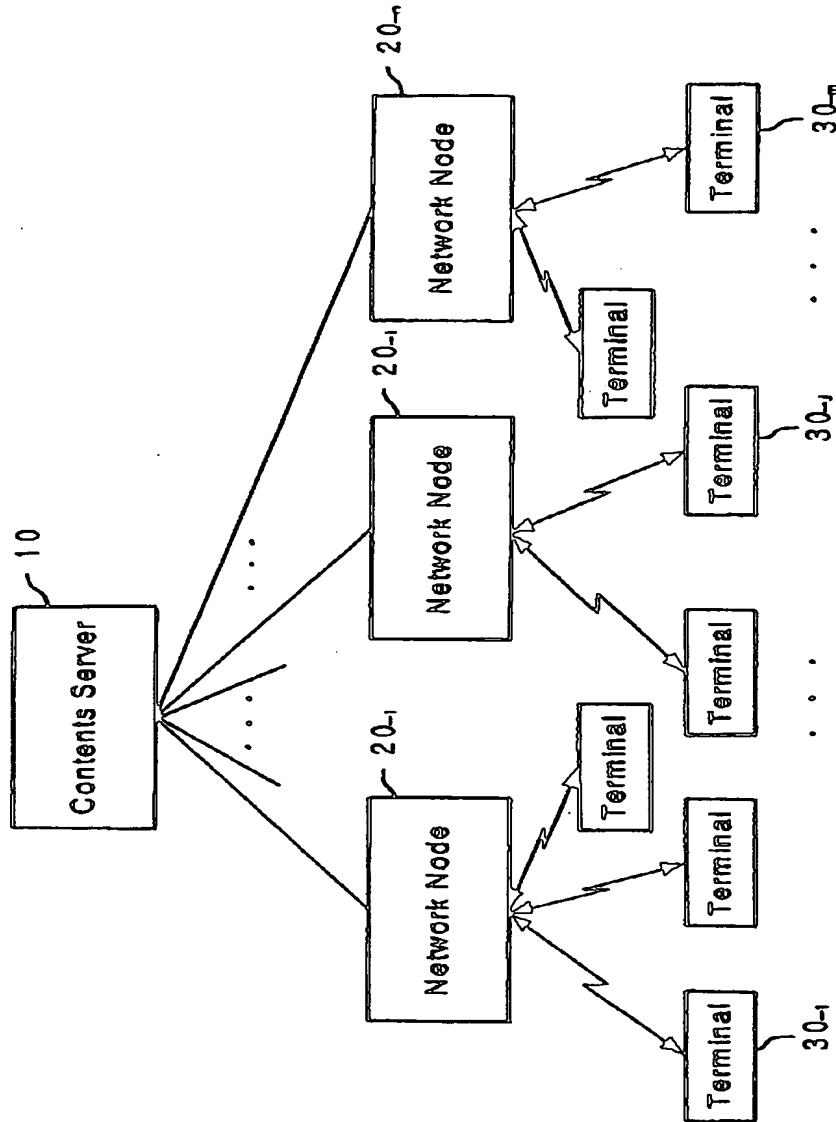 Contents Server
10
20-1
20-i
20-n
Network Node
Network Node
Network Node
Terminal
Terminal
Terminal
Terminal
Terminal
Terminal
Terminal
30-1
30-j
30-m